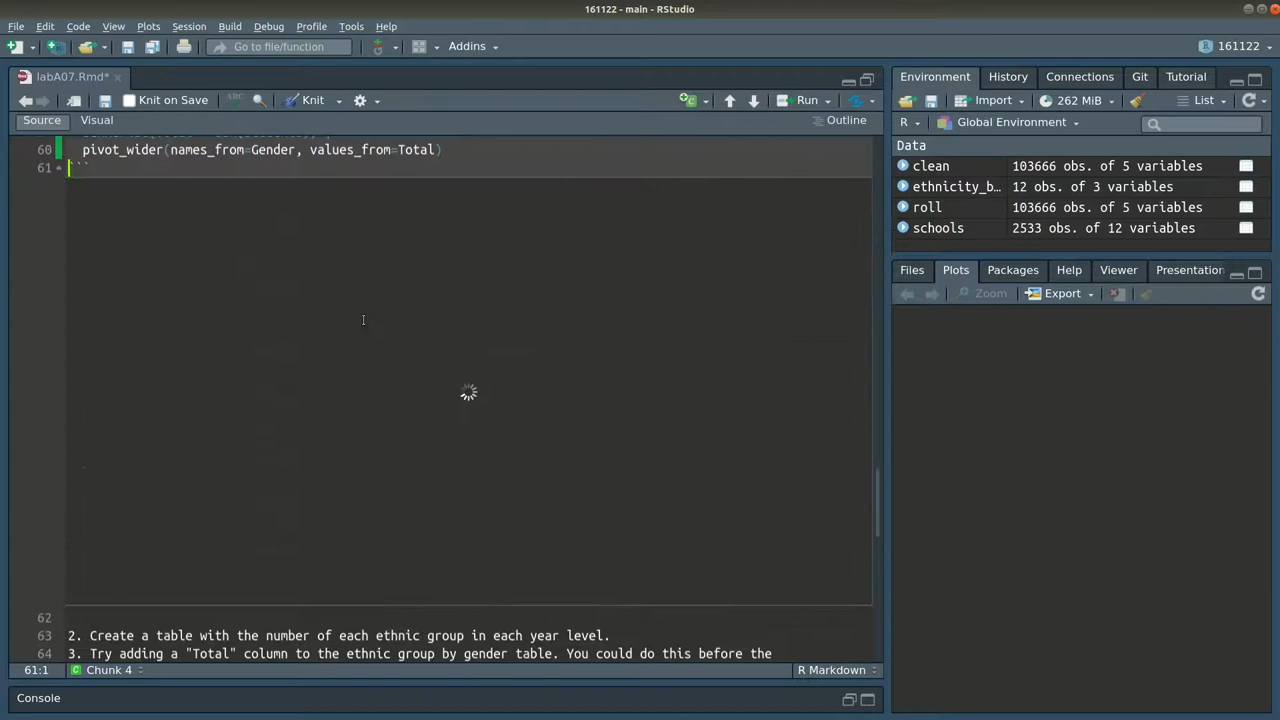 161122 - main - RStudio
File Edit Code View Plots Session Build Debug Profile Tools Help
Go to file/function
Addins
161122
labA07.Rmd*
Knit on Save
Knit
Run
Source Visual
Outline
60 pivot_wider(names_from=Gender, values_from=Total)
61 ```
62
63 2. Create a table with the number of each ethnic group in each year level.
64 3. Try adding a "Total" column to the ethnic group by gender table. You could do this before the
61:1 Chunk 4
R Markdown
Console
Environment History Connections Git Tutorial
Import 262 MiB List
R Global Environment
Data
clean 103666 obs. of 5 variables
ethnicity_b… 12 obs. of 3 variables
roll 103666 obs. of 5 variables
schools 2533 obs. of 12 variables
Files Plots Packages Help Viewer Presentation
Zoom Export